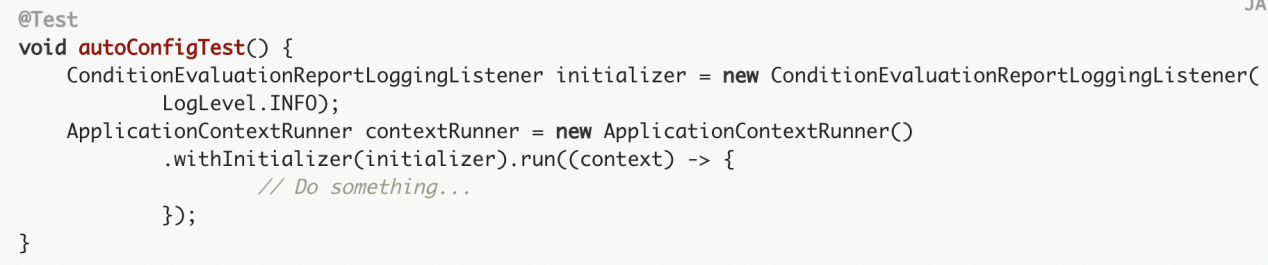 JA
@Test
void autoConfigTest() {
    ConditionEvaluationReportLoggingListener initializer = new ConditionEvaluationReportLoggingListener(
            LogLevel.INFO);
    ApplicationContextRunner contextRunner = new ApplicationContextRunner()
            .withInitializer(initializer).run((context) -> {
                    // Do something...
            });
}